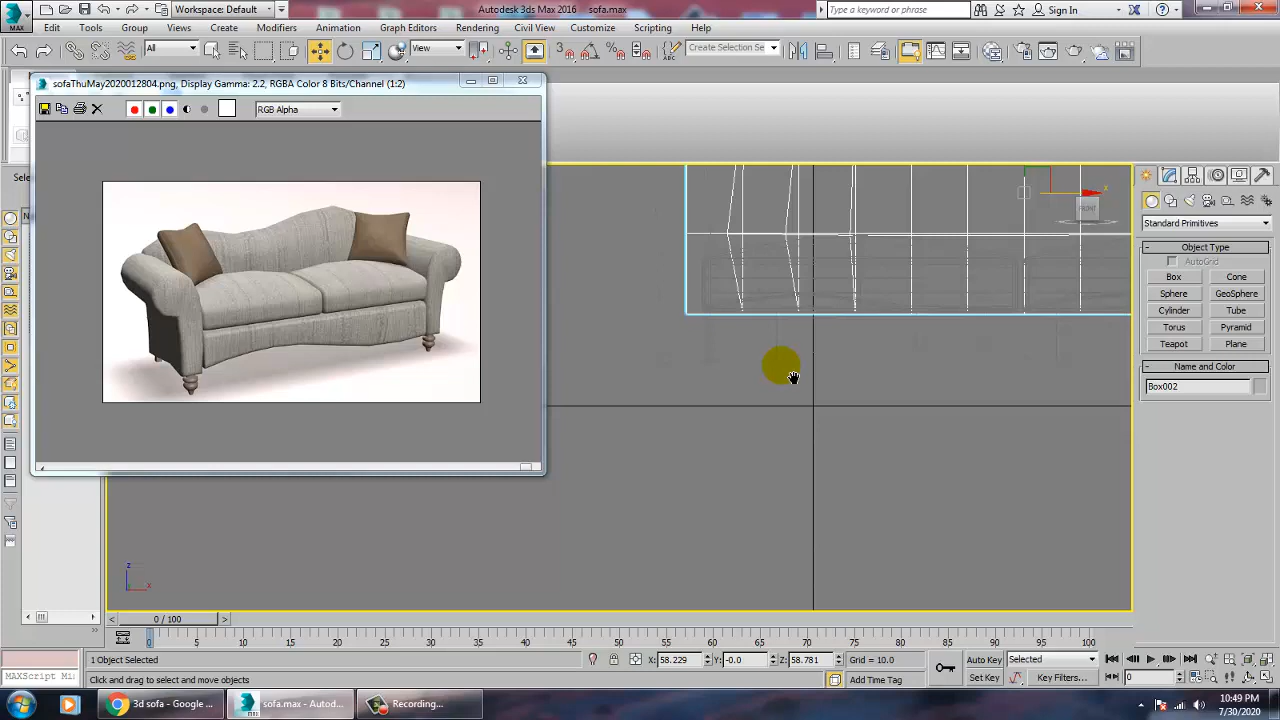 MAX
Workspace: Default
Autodesk 3ds Max 2016    sofa.max
Type a keyword or phrase
Sign In
Edit Tools Group Views Create Modifiers Animation Graph Editors Rendering Civil View Customize Scripting Help
All
View
3
Create Selection Se
sofaThuMay2020012804.png, Display Gamma: 2.2, RGBA Color 8 Bits/Channel (1:2)
RGB Alpha
Sele
N
x
FRONT
Standard Primitives
- Object Type
AutoGrid
Box Cone
Sphere GeoSphere
Cylinder Tube
Torus Pyramid
Teapot Plane
- Name and Color
Box002
z
x
< 0 / 100 >
0 5 10 15 20 25 30 35 40 45 50 55 60 65 70 75 80 85 90 95 100
1 Object Selected
X: 58.229 Y: -0.0 Z: 58.781 Grid = 10.0
Auto Key Selected
MAXScript Mi
Click and drag to select and move objects
Add Time Tag
Set Key Key Filters...
0
3d sofa - Google ...
sofa.max - Autod...
Recording...
10:49 PM
7/30/2020